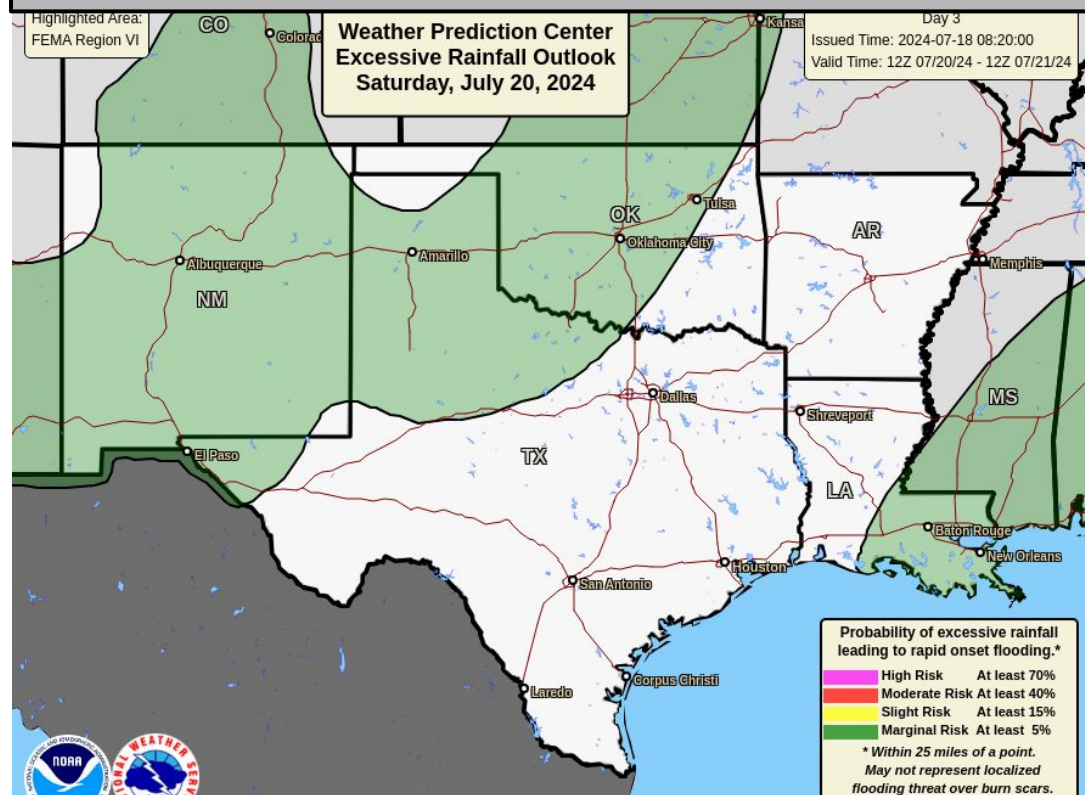 Highlighted Area:
FEMA Region VI
Weather Prediction Center
Excessive Rainfall Outlook
Saturday, July 20, 2024
Day 3
Issued Time: 2024-07-18 08:20:00
Valid Time: 12Z 07/20/24 - 12Z 07/21/24
CO
Colorad
Kansa
Tulsa
OK
AR
Oklahoma City
Amarillo
Albuquerque
Memphis
NM
Dallas
MS
Shreveport
El Paso
TX
LA
Baton Rouge
New Orleans
Houston
San Antonio
Corpus Christi
Laredo
Probability of excessive rainfall
leading to rapid onset flooding.*
High Risk At least 70%
Moderate Risk At least 40%
Slight Risk At least 15%
Marginal Risk At least 5%
* Within 25 miles of a point.
May not represent localized
flooding threat over burn scars.
NOAA
WEATHER